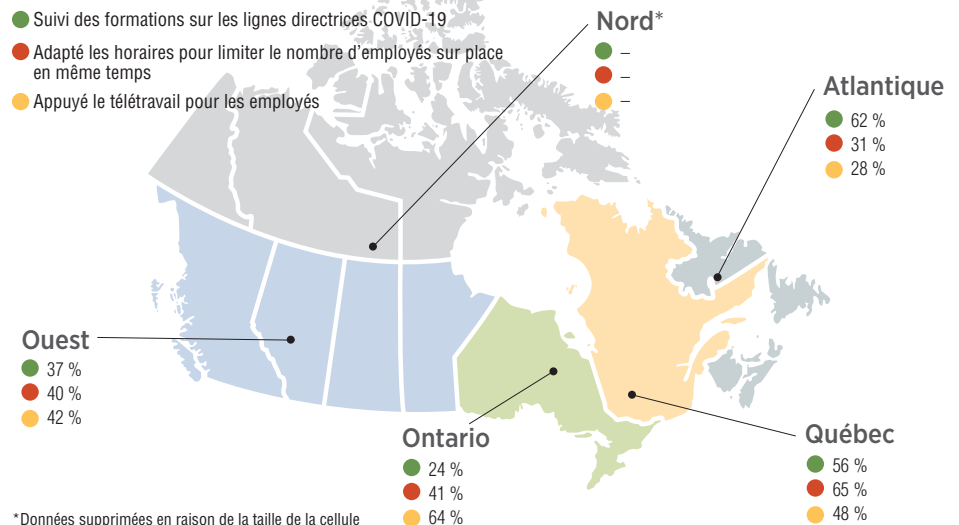 Suivi des formations sur les lignes directrices COVID-19
Adapté les horaires pour limiter le nombre d'employés sur place
en même temps
Appuyé le télétravail pour les employés
Nord*
–
–
–
Atlantique
62 %
31 %
28 %
Ouest
37 %
40 %
42 %
Ontario
24 %
41 %
64 %
Québec
56 %
65 %
48 %
*Données supprimées en raison de la taille de la cellule